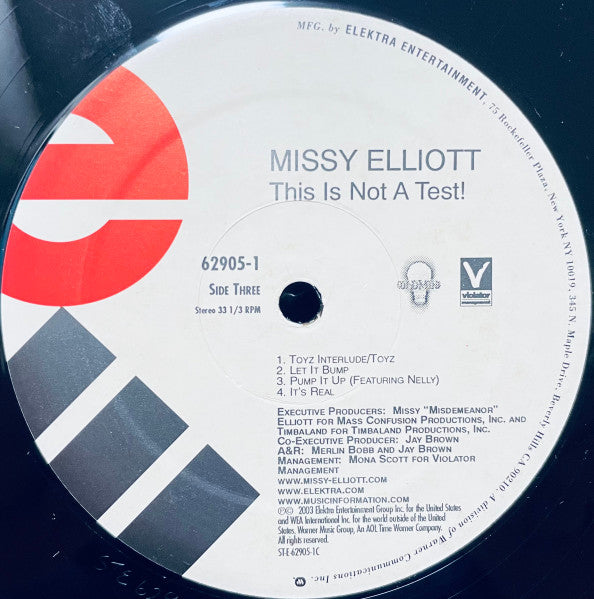 MFG. by ELEKTRA ENTERTAINMENT, 75 Rockefeller Plaza, New York NY 10019, 345 N. Maple Drive, Beverly Hills CA 90210. A division of Warner Communications Inc.
MISSY ELLIOTT
This Is Not A Test!
62905-1
SIDE THREE
Stereo 33 1/3 RPM
V
violator
management
1. TOYZ INTERLUDE/TOYZ
2. LET IT BUMP
3. PUMP IT UP (FEATURING NELLY)
4. IT'S REAL
EXECUTIVE PRODUCERS: MISSY "MISDEMEANOR"
ELLIOTT FOR MASS CONFUSION PRODUCTIONS, INC. AND
TIMBALAND FOR TIMBALAND PRODUCTIONS, INC.
CO-EXECUTIVE PRODUCER: JAY BROWN
A&R: MERLIN BOBB AND JAY BROWN
MANAGEMENT: MONA SCOTT FOR VIOLATOR
MANAGEMENT
WWW.MISSY-ELLIOTT.COM
WWW.ELEKTRA.COM
WWW.MUSICINFORMATION.COM
℗© 2003 Elektra Entertainment Group Inc. for the United States
and WEA International Inc. for the world outside of the United
States, Warner Music Group, An AOL Time Warner Company.
All rights reserved.
ST-E-62905-1C